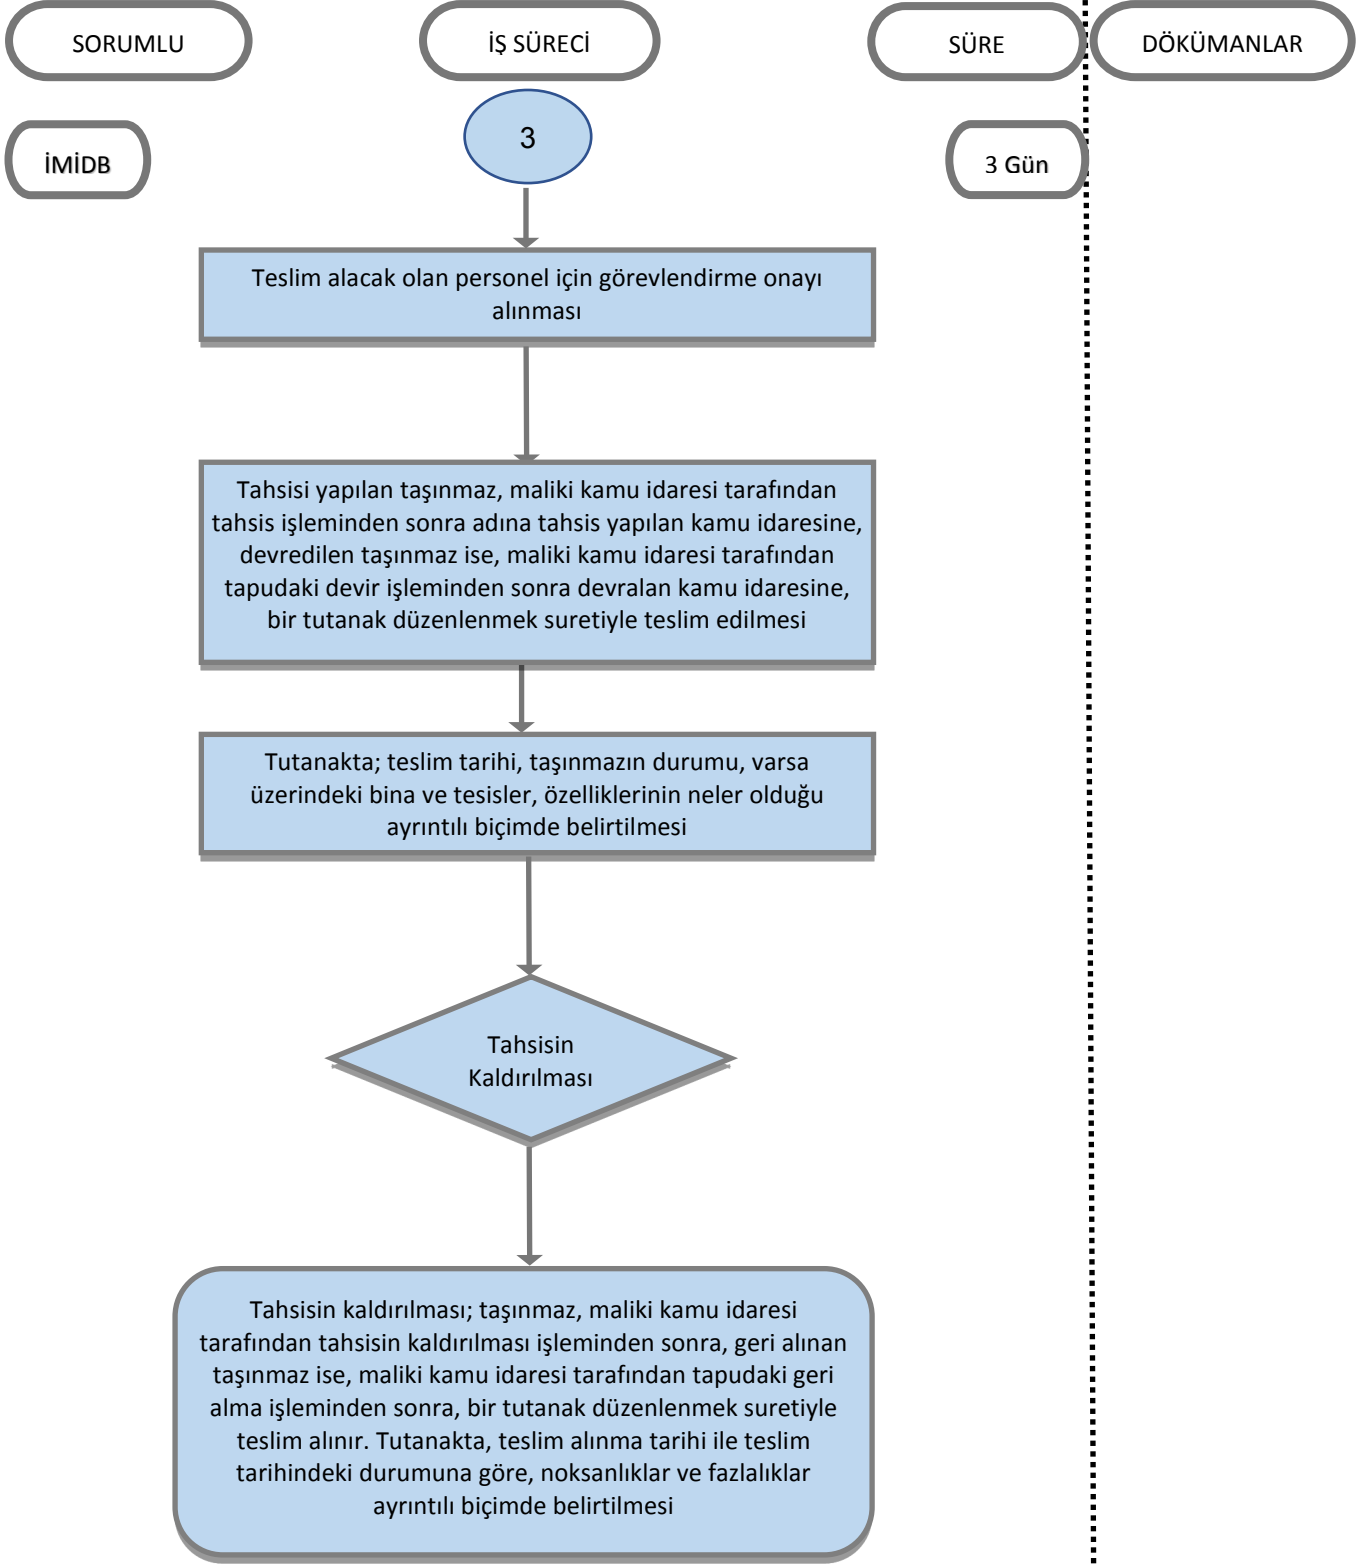 SORUMLU
İŞ SÜRECİ
SÜRE
DÖKÜMANLAR
İMİDB
3
3 Gün
Teslim alacak olan personel için görevlendirme onayı
alınması
Tahsisi yapılan taşınmaz, maliki kamu idaresi tarafından
tahsis işleminden sonra adına tahsis yapılan kamu idaresine,
devredilen taşınmaz ise, maliki kamu idaresi tarafından
tapudaki devir işleminden sonra devralan kamu idaresine,
bir tutanak düzenlenmek suretiyle teslim edilmesi
Tutanakta; teslim tarihi, taşınmazın durumu, varsa
üzerindeki bina ve tesisler, özelliklerinin neler olduğu
ayrıntılı biçimde belirtilmesi
Tahsisin
Kaldırılması
Tahsisin kaldırılması; taşınmaz, maliki kamu idaresi
tarafından tahsisin kaldırılması işleminden sonra, geri alınan
taşınmaz ise, maliki kamu idaresi tarafından tapudaki geri
alma işleminden sonra, bir tutanak düzenlenmek suretiyle
teslim alınır. Tutanakta, teslim alınma tarihi ile teslim
tarihindeki durumuna göre, noksanlıklar ve fazlalıklar
ayrıntılı biçimde belirtilmesi